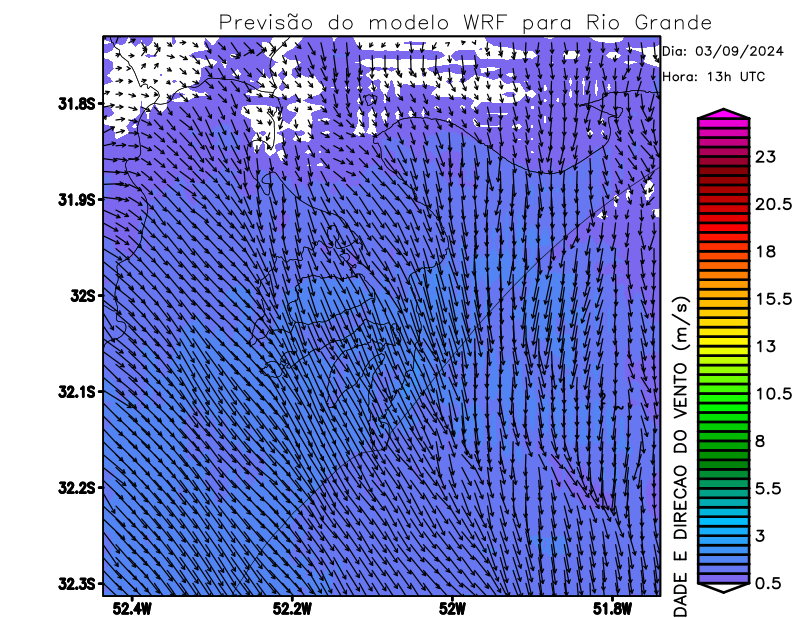 Previsão do modelo WRF para Rio Grande
Dia: 03/09/2024
Hora: 13h UTC
31.8S
31.9S
32S
32.1S
32.2S
32.3S
52.4W
52.2W
52W
51.8W
DADE E DIRECAO DO VENTO (m/s)
23
20.5
18
15.5
13
10.5
8
5.5
3
0.5